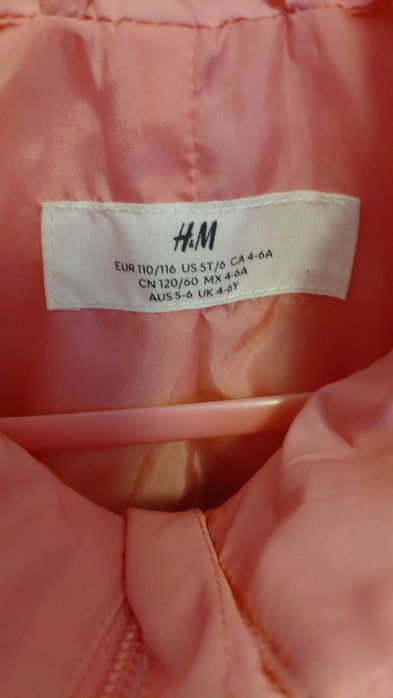 H&M
EUR 110/116 US 5T/6 CA 4-6A
CN 120/60 MX 4-6A
AUS 5-6 UK 4-6Y